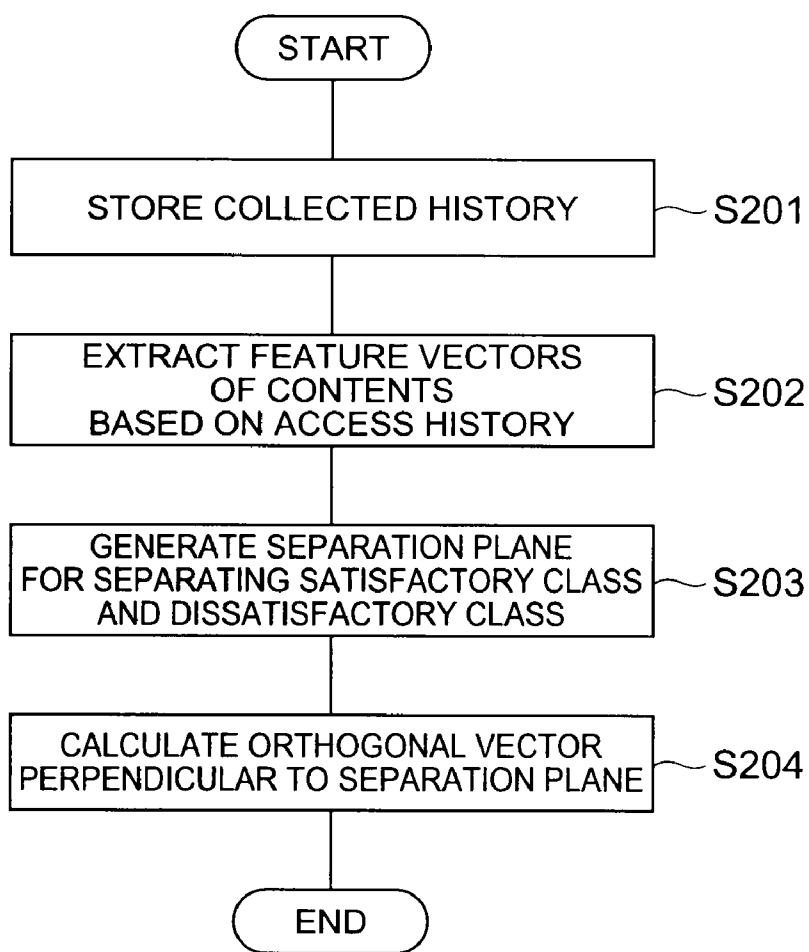 START
STORE COLLECTED HISTORY
S201
EXTRACT FEATURE VECTORS
OF CONTENTS
BASED ON ACCESS HISTORY
S202
GENERATE SEPARATION PLANE
FOR SEPARATING SATISFACTORY CLASS
AND DISSATISFACTORY CLASS
S203
CALCULATE ORTHOGONAL VECTOR
PERPENDICULAR TO SEPARATION PLANE
S204
END